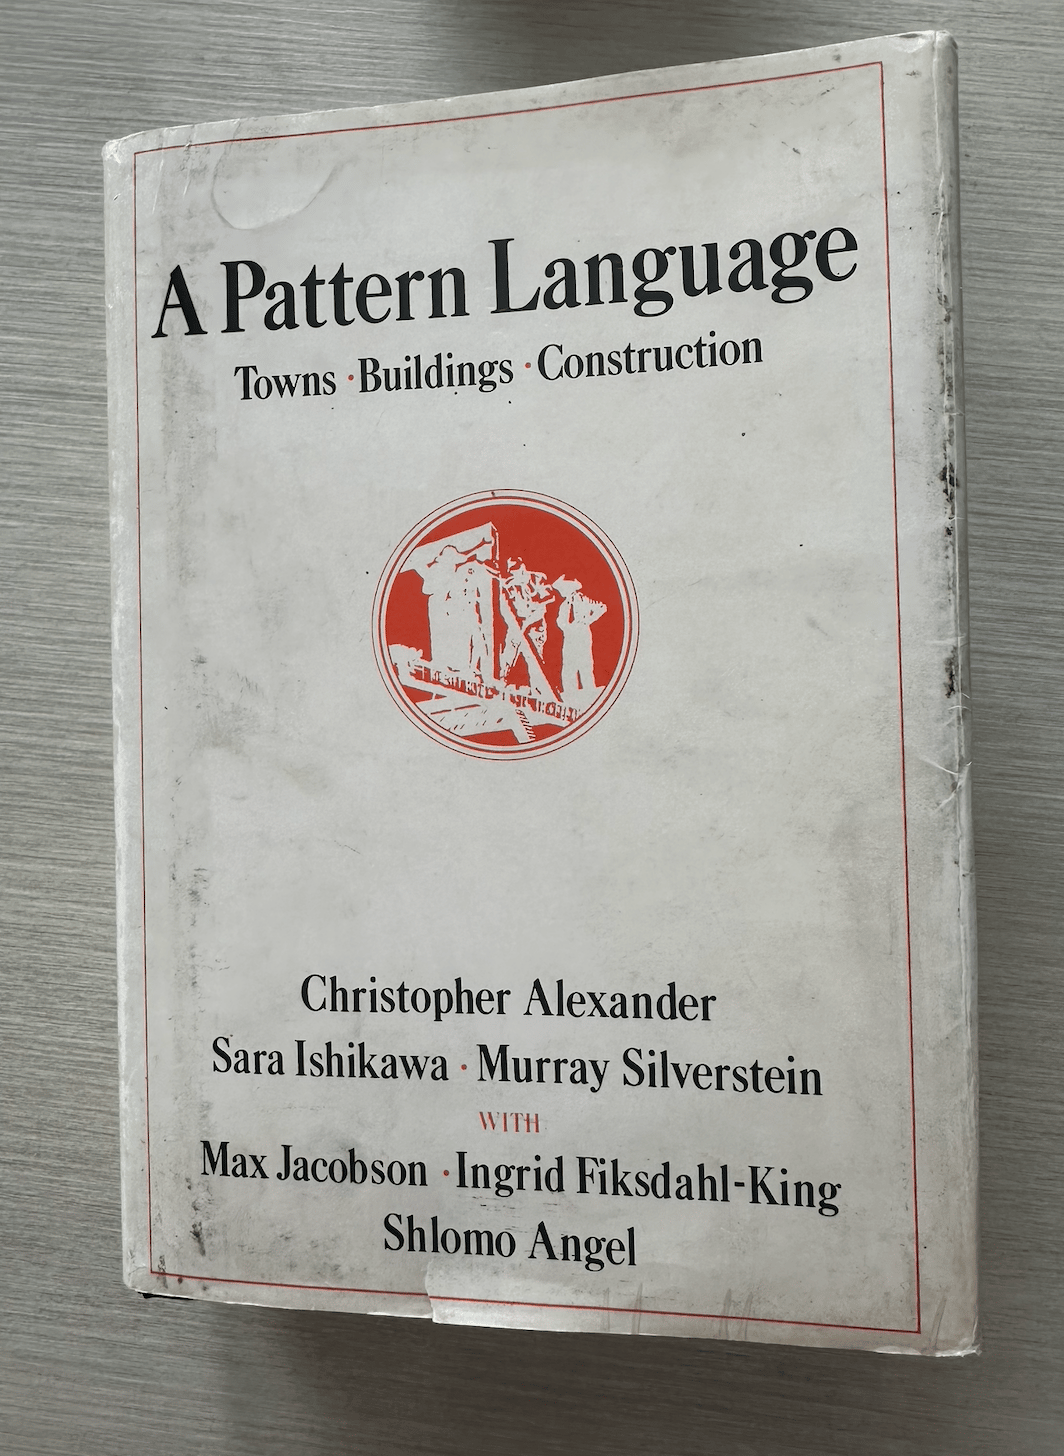 A Pattern Language
Towns · Buildings · Construction
Christopher Alexander
Sara Ishikawa · Murray Silverstein
WITH
Max Jacobson · Ingrid Fiksdahl-King
Shlomo Angel